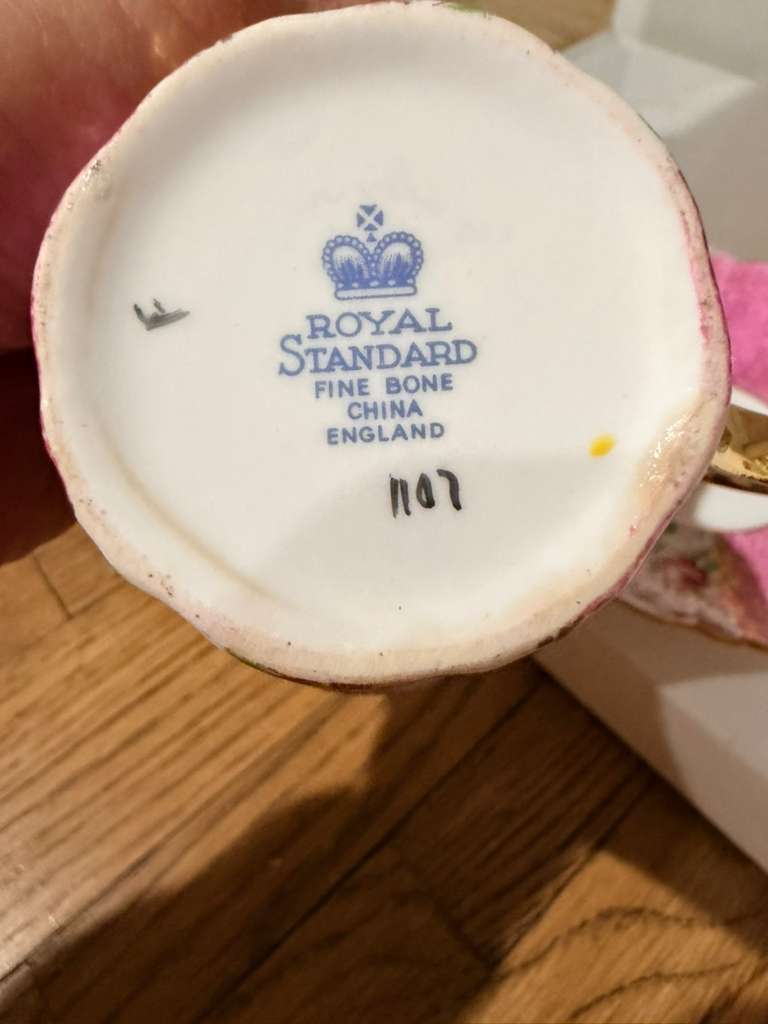 ROYAL
STANDARD
FINE BONE
CHINA
ENGLAND
1107